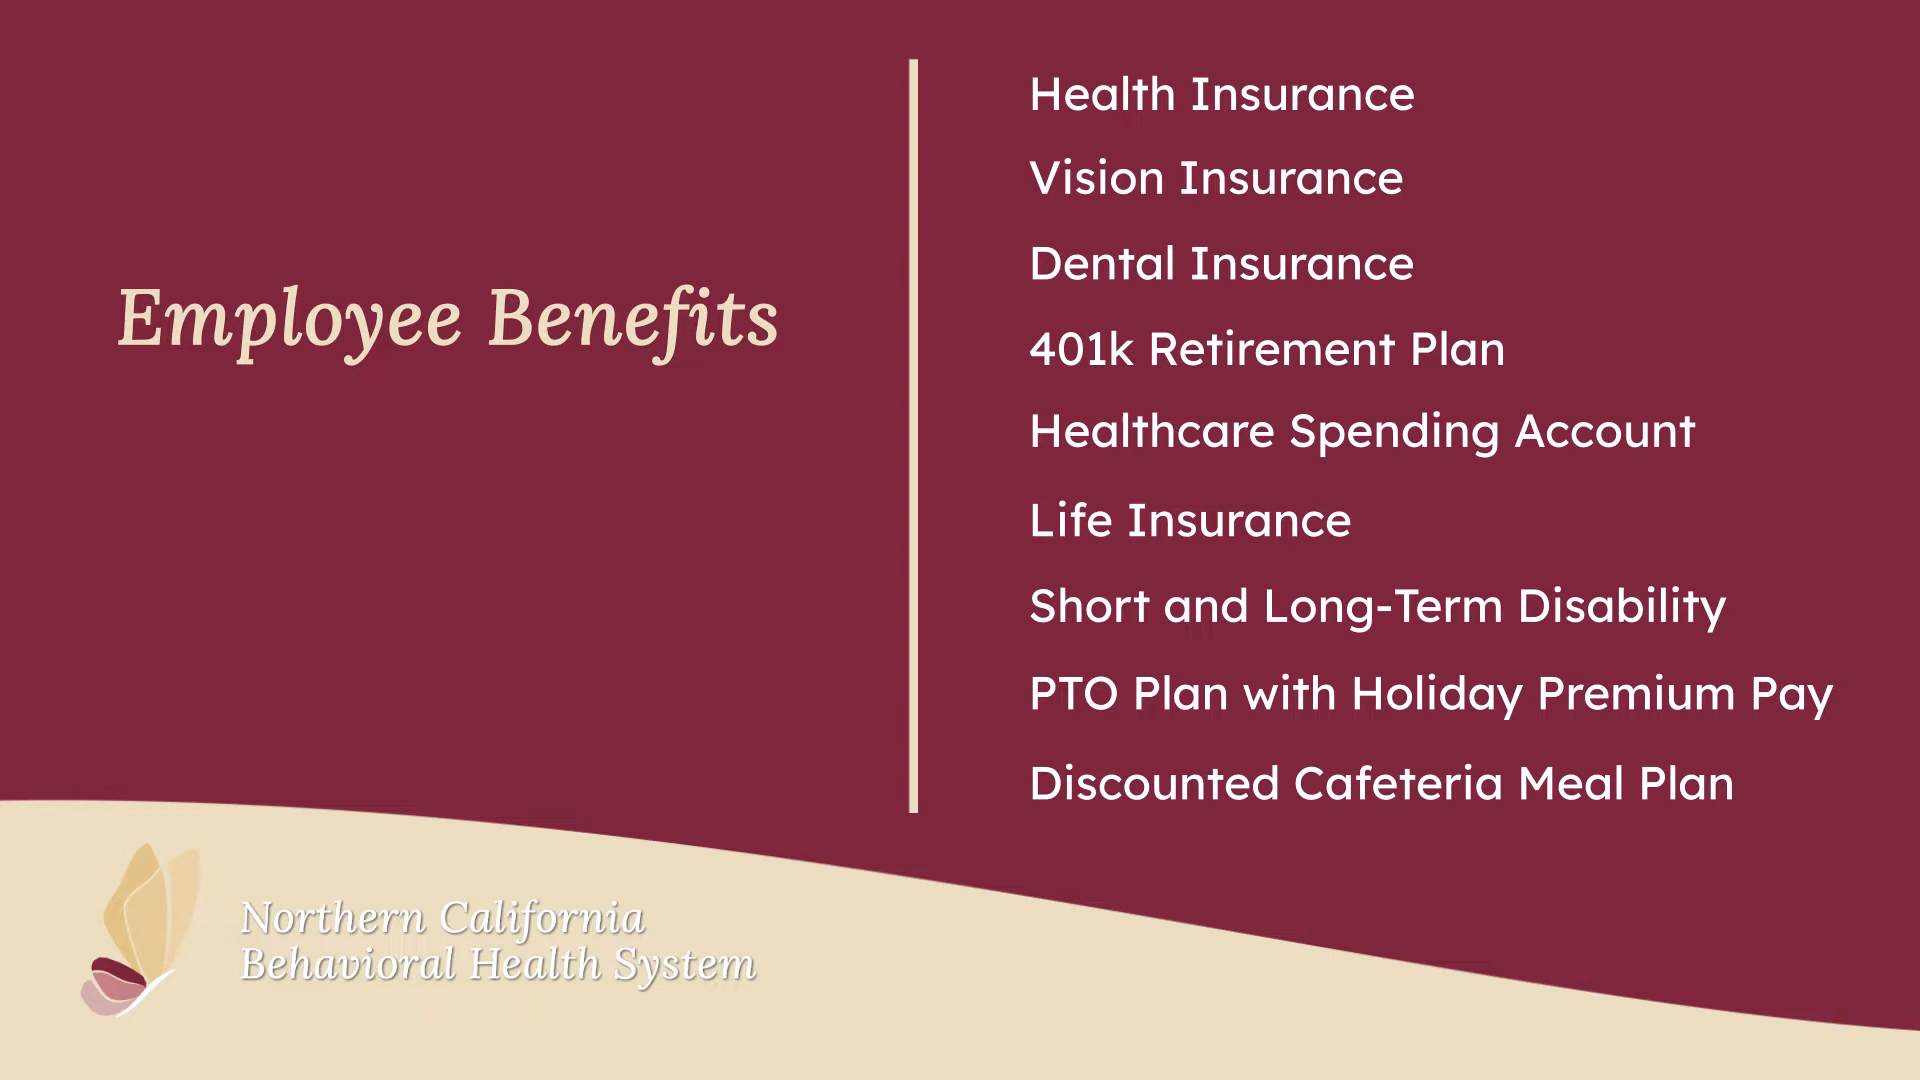 Employee Benefits
Health Insurance
Vision Insurance
Dental Insurance
401k Retirement Plan
Healthcare Spending Account
Life Insurance
Short and Long-Term Disability
PTO Plan with Holiday Premium Pay
Discounted Cafeteria Meal Plan
Northern California
Behavioral Health System